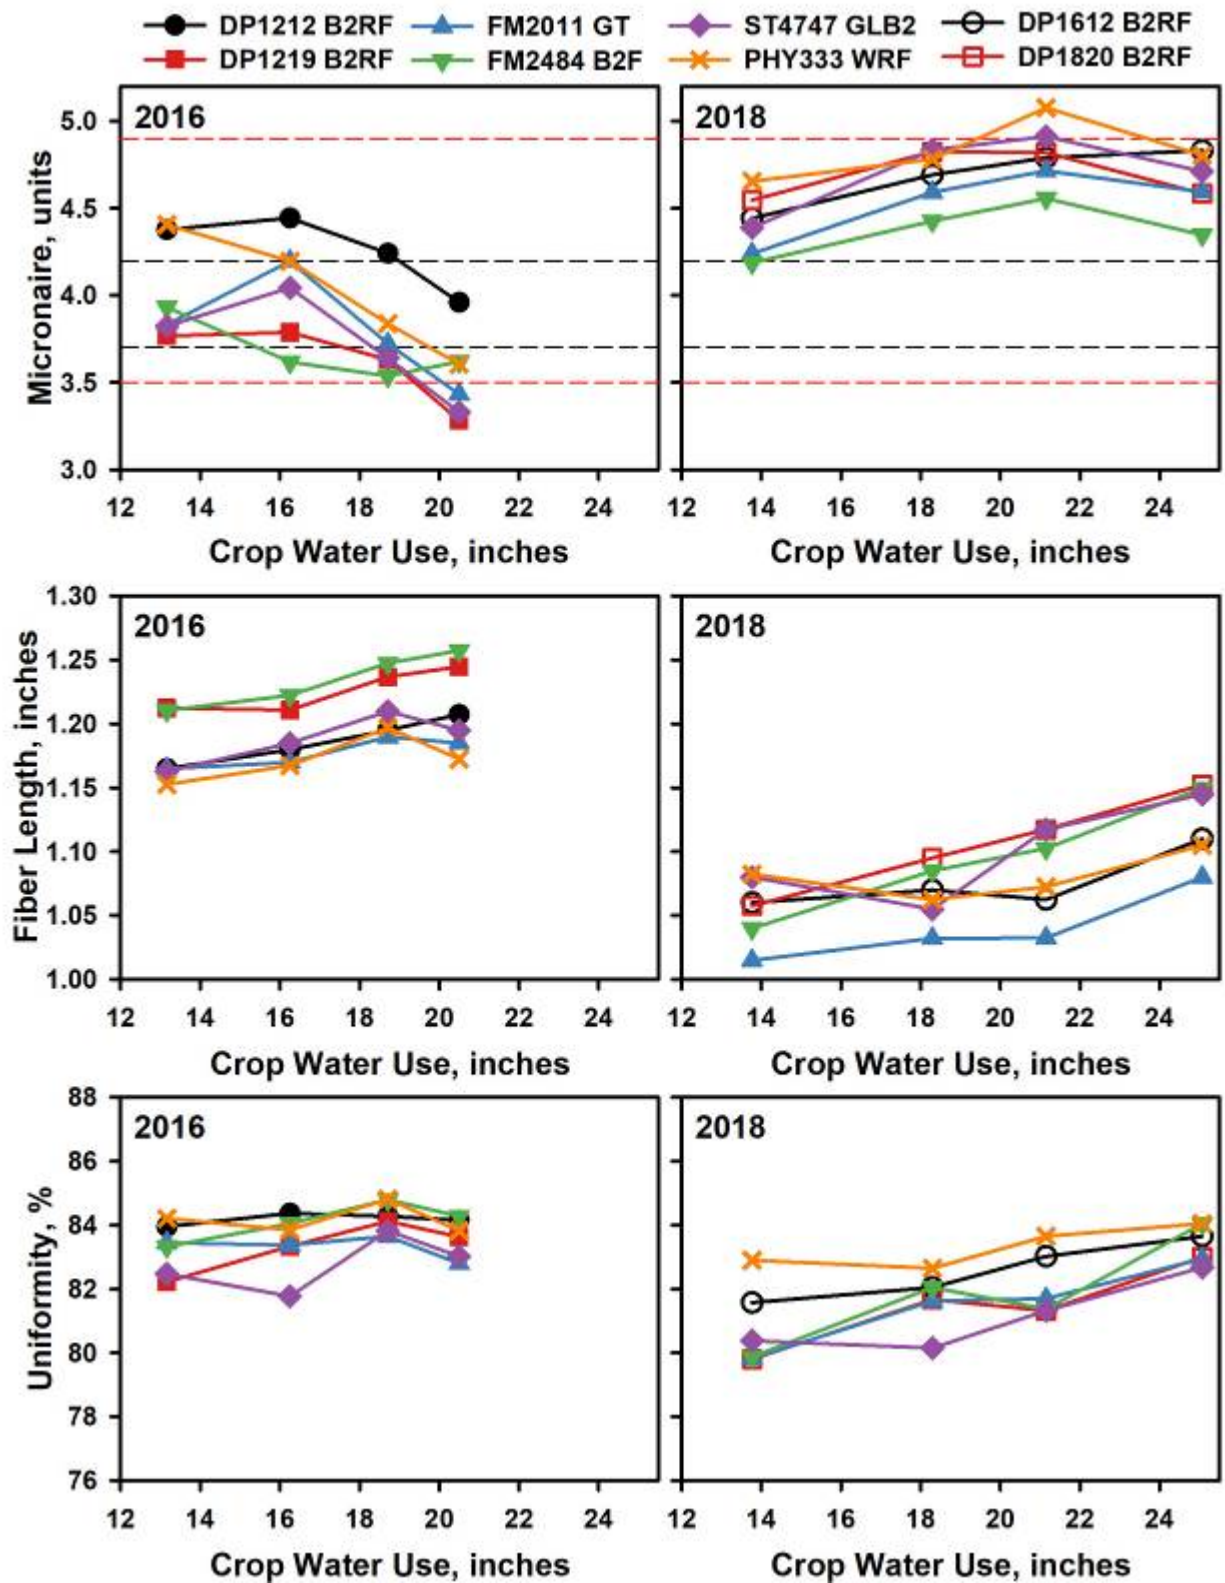 DP1212 B2RF FM2011 GT ST4747 GLB2 DP1612 B2RF
DP1219 B2RF FM2484 B2F PHY333 WRF DP1820 B2RF
2016 2018
5.0
4.5
4.0
3.5
3.0
Micronaire, units
12 14 16 18 20 22 24 12 14 16 18 20 22 24
Crop Water Use, inches Crop Water Use, inches
2016 2018
1.30
1.25
1.20
1.15
1.10
1.05
1.00
Fiber Length, inches
12 14 16 18 20 22 24 12 14 16 18 20 22 24
Crop Water Use, inches Crop Water Use, inches
2016 2018
88
86
84
82
80
78
76
Uniformity, %
12 14 16 18 20 22 24 12 14 16 18 20 22 24
Crop Water Use, inches Crop Water Use, inches